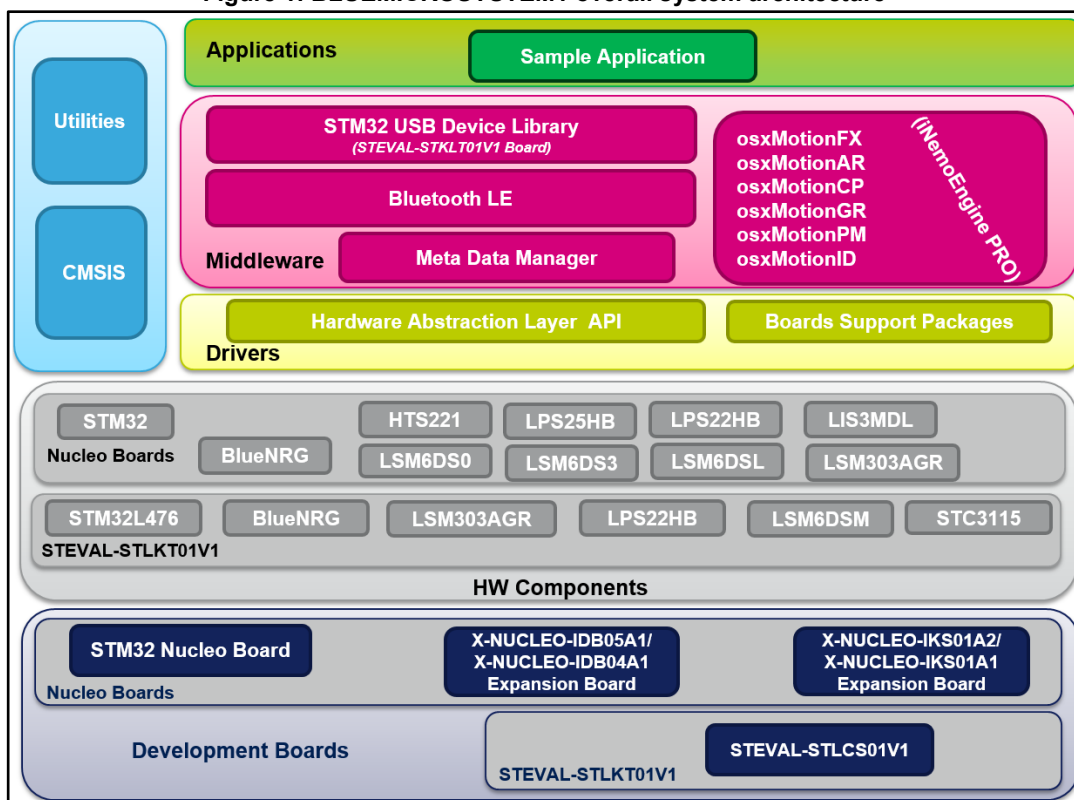 Applications
Sample Application
Utilities
CMSIS
STM32 USB Device Library
(STEVAL-STKLT01V1 Board)
Bluetooth LE
Middleware
Meta Data Manager
osxMotionFX
osxMotionAR
osxMotionCP
osxMotionGR
osxMotionPM
osxMotionID
(iNemoEngine PRO)
Hardware Abstraction Layer API
Boards Support Packages
Drivers
STM32
HTS221
LPS25HB
LPS22HB
LIS3MDL
Nucleo Boards
BlueNRG
LSM6DS0
LSM6DS3
LSM6DSL
LSM303AGR
STM32L476
BlueNRG
LSM303AGR
LPS22HB
LSM6DSM
STC3115
STEVAL-STLKT01V1
HW Components
STM32 Nucleo Board
X-NUCLEO-IDB05A1/
X-NUCLEO-IDB04A1
Expansion Board
X-NUCLEO-IKS01A2/
X-NUCLEO-IKS01A1
Expansion Board
Nucleo Boards
Development Boards
STEVAL-STLCS01V1
STEVAL-STLKT01V1